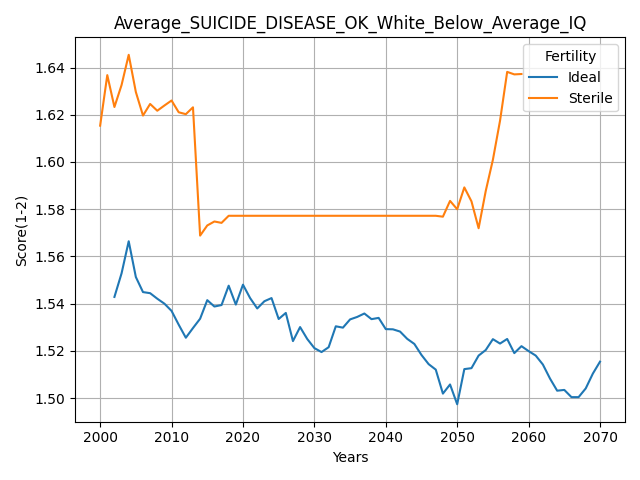 Average_SUICIDE_DISEASE_OK_White_Below_Average_IQ
Fertility
Ideal
Sterile
Score(1-2)
1.64
1.62
1.60
1.58
1.56
1.54
1.52
1.50
2000 2010 2020 2030 2040 2050 2060 2070
Years